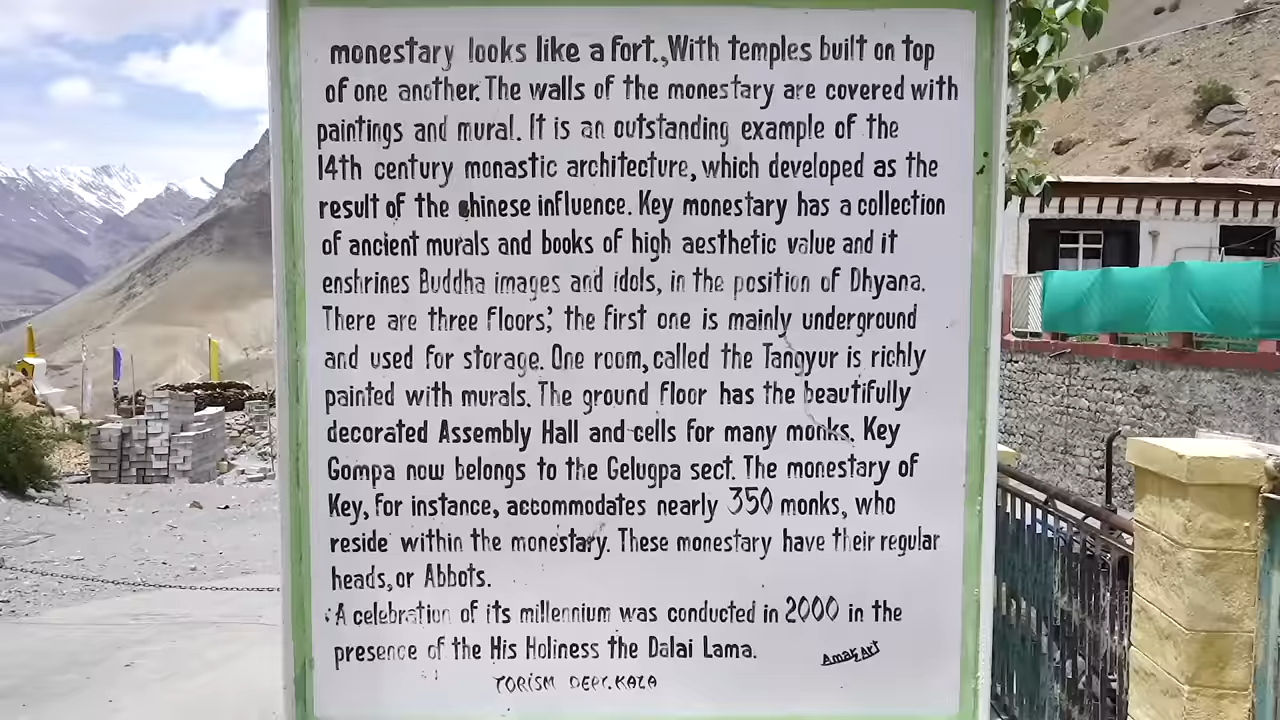 monestary looks like a fort.,With temples built on top
of one another. The walls of the monestary are covered with
paintings and mural. It is an outstanding example of the
14th century monastic architecture, which developed as the
result of the chinese influence. Key monestary has a collection
of ancient murals and books of high aesthetic value and it
enshrines Buddha images and idols, in the position of Dhyana.
There are three floors; the first one is mainly underground
and used for storage. One room, called the Tangyur is richly
painted with murals. The ground floor has the beautifully
decorated Assembly Hall and cells for many monks. Key
Gompa now belongs to the Gelugpa sect. The monestary of
Key, for instance, accommodates nearly 350 monks, who
reside within the monestary. These monestary have their regular
heads, or Abbots.
A celebration of its millennium was conducted in 2000 in the
presence of the His Holiness the Dalai Lama.
Amar Art
TORISM DEPT. KAZA